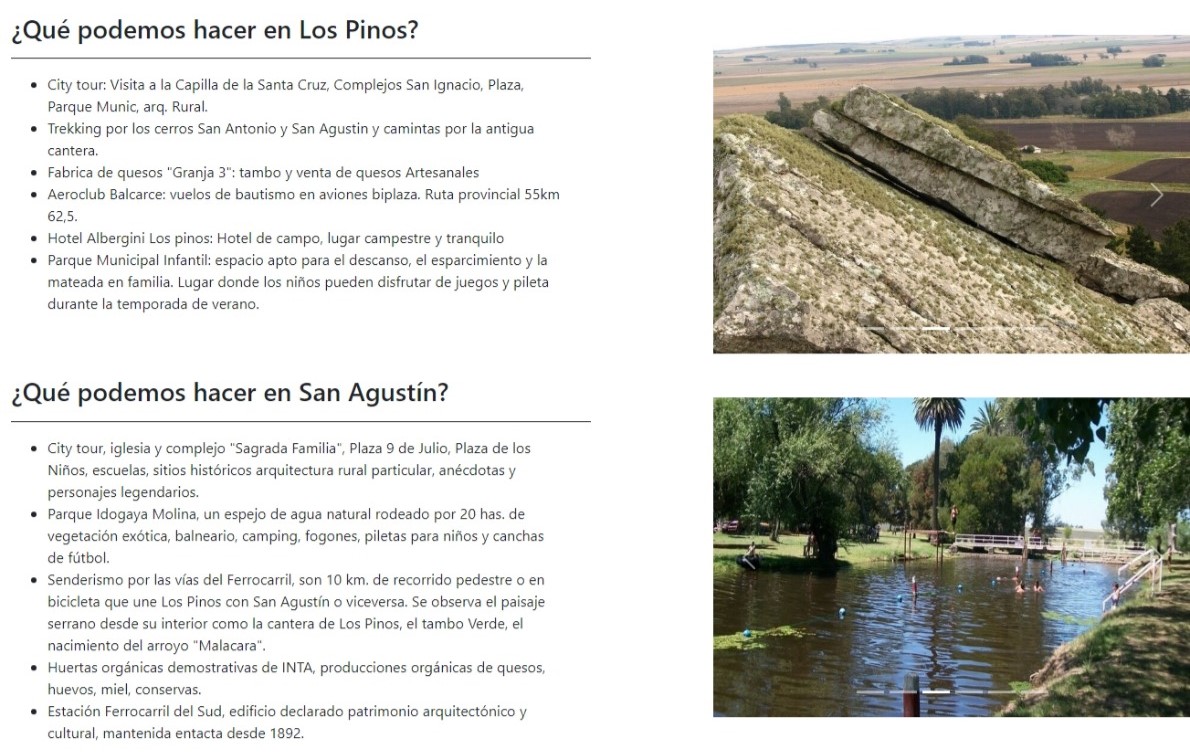 ¿Qué podemos hacer en Los Pinos?
City tour: Visita a la Capilla de la Santa Cruz, Complejos San Ignacio, Plaza,
Parque Munic, arq. Rural.
Trekking por los cerros San Antonio y San Agustin y camintas por la antigua
cantera.
Fabrica de quesos "Granja 3": tambo y venta de quesos Artesanales
Aeroclub Balcarce: vuelos de bautismo en aviones biplaza. Ruta provincial 55km
62,5.
Hotel Albergini Los pinos: Hotel de campo, lugar campestre y tranquilo
Parque Municipal Infantil: espacio apto para el descanso, el esparcimiento y la
mateada en familia. Lugar donde los niños pueden disfrutar de juegos y pileta
durante la temporada de verano.
¿Qué podemos hacer en San Agustín?
City tour, iglesia y complejo "Sagrada Familia", Plaza 9 de Julio, Plaza de los
Niños, escuelas, sitios históricos arquitectura rural particular, anécdotas y
personajes legendarios.
Parque Idogaya Molina, un espejo de agua natural rodeado por 20 has. de
vegetación exótica, balneario, camping, fogones, piletas para niños y canchas
de fútbol.
Senderismo por las vías del Ferrocarril, son 10 km. de recorrido pedestre o en
bicicleta que une Los Pinos con San Agustín o viceversa. Se observa el paisaje
serrano desde su interior como la cantera de Los Pinos, el tambo Verde, el
nacimiento del arroyo "Malacara".
Huertas orgánicas demostrativas de INTA, producciones orgánicas de quesos,
huevos, miel, conservas.
Estación Ferrocarril del Sud, edificio declarado patrimonio arquitectónico y
cultural, mantenida entacta desde 1892.